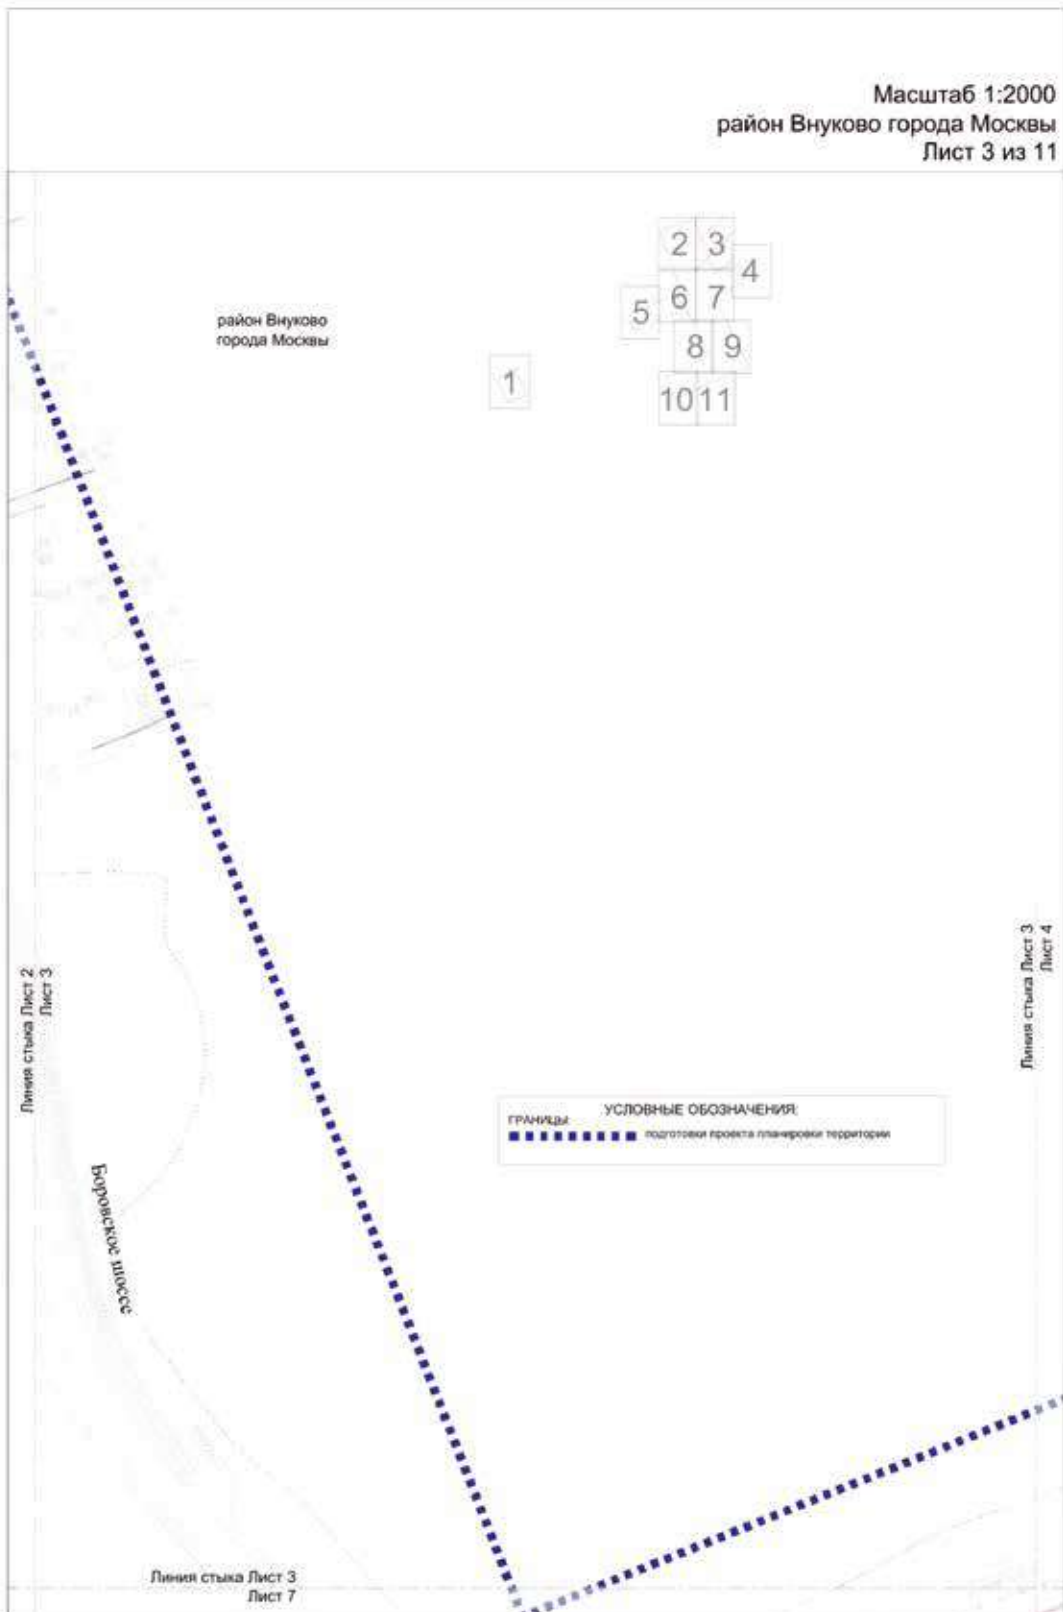 Масштаб 1:2000
район Внуково города Москвы
Лист 3 из 11
2 3
4
район Внуково
города Москвы
5
6 7
8 9
1
10 11
Линия стыка Лист 2
Лист 3
Линия стыка Лист 3
Лист 4
УСЛОВНЫЕ ОБОЗНАЧЕНИЯ:
ГРАНИЦЫ:
подготовки проекта планировки территории
Боровское шоссе
Линия стыка Лист 3
Лист 7